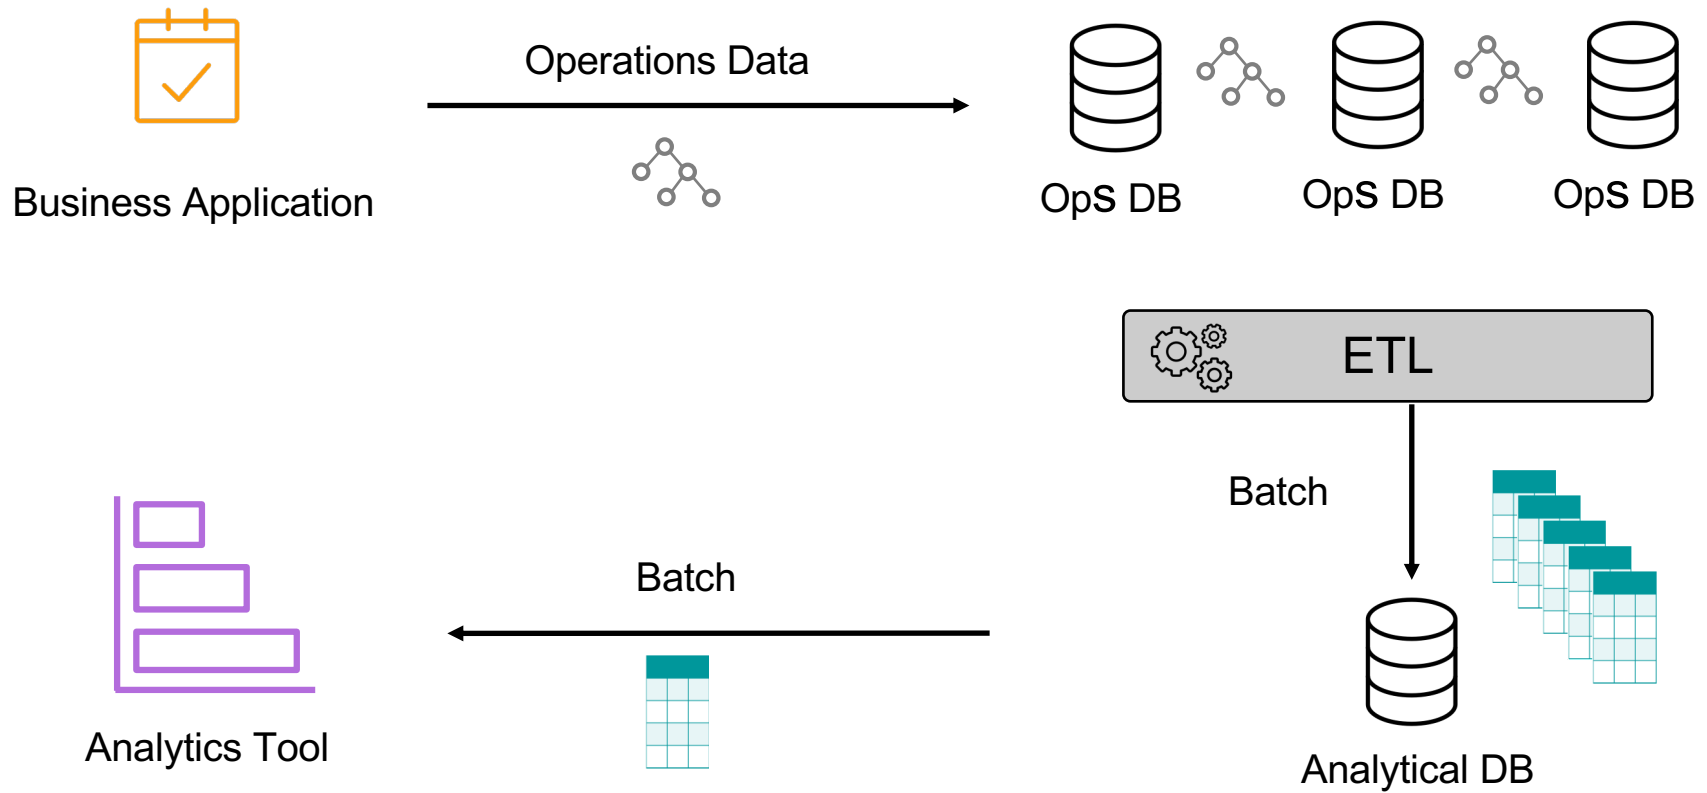 Operations Data
Business Application
OpS DB
OpS DB
OpS DB
ETL
Batch
Batch
Analytics Tool
Analytical DB